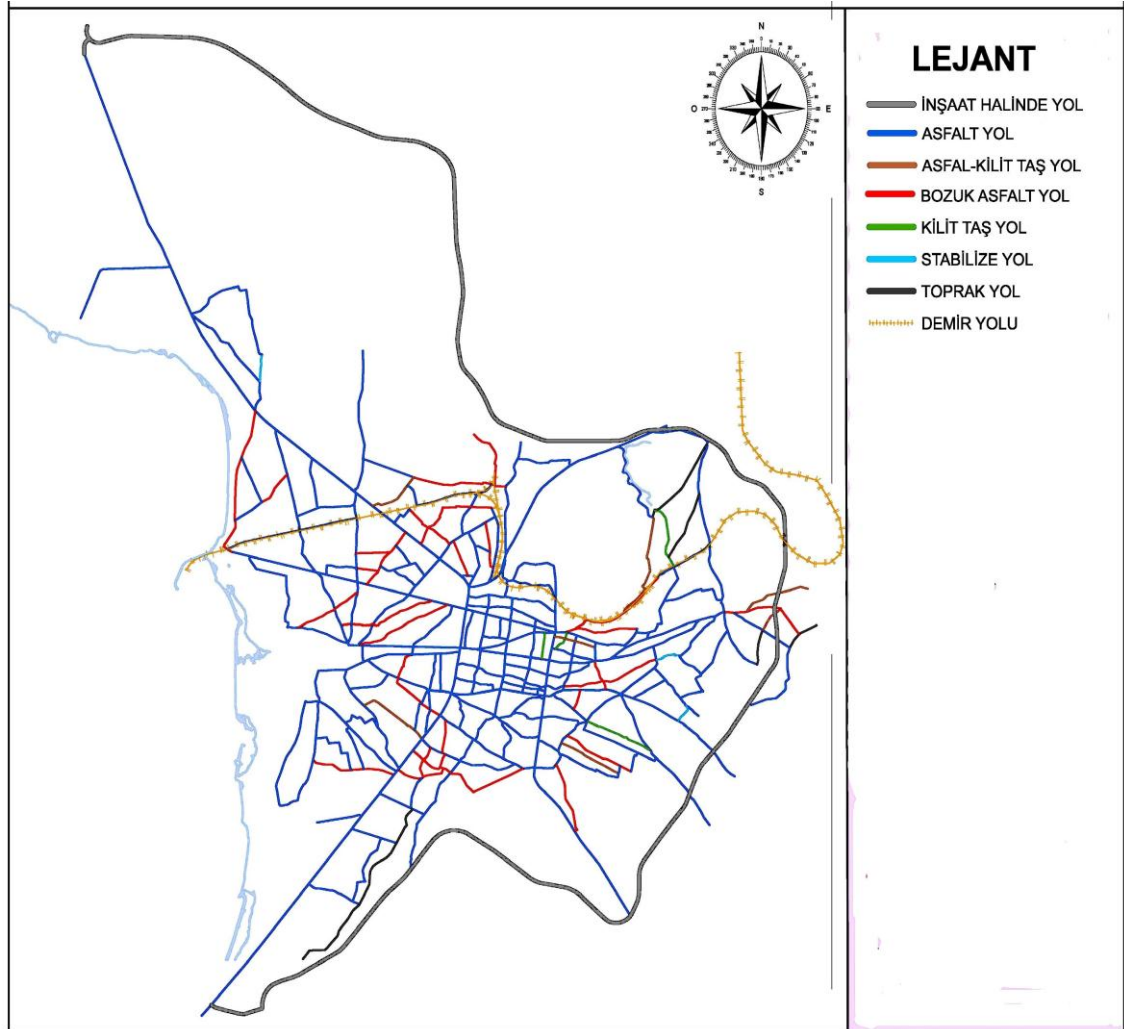 N
O
E
S
LEJANT
İNŞAAT HALİNDE YOL
ASFALT YOL
ASFAL-KİLİT TAŞ YOL
BOZUK ASFALT YOL
KİLİT TAŞ YOL
STABİLİZE YOL
TOPRAK YOL
DEMİR YOLU